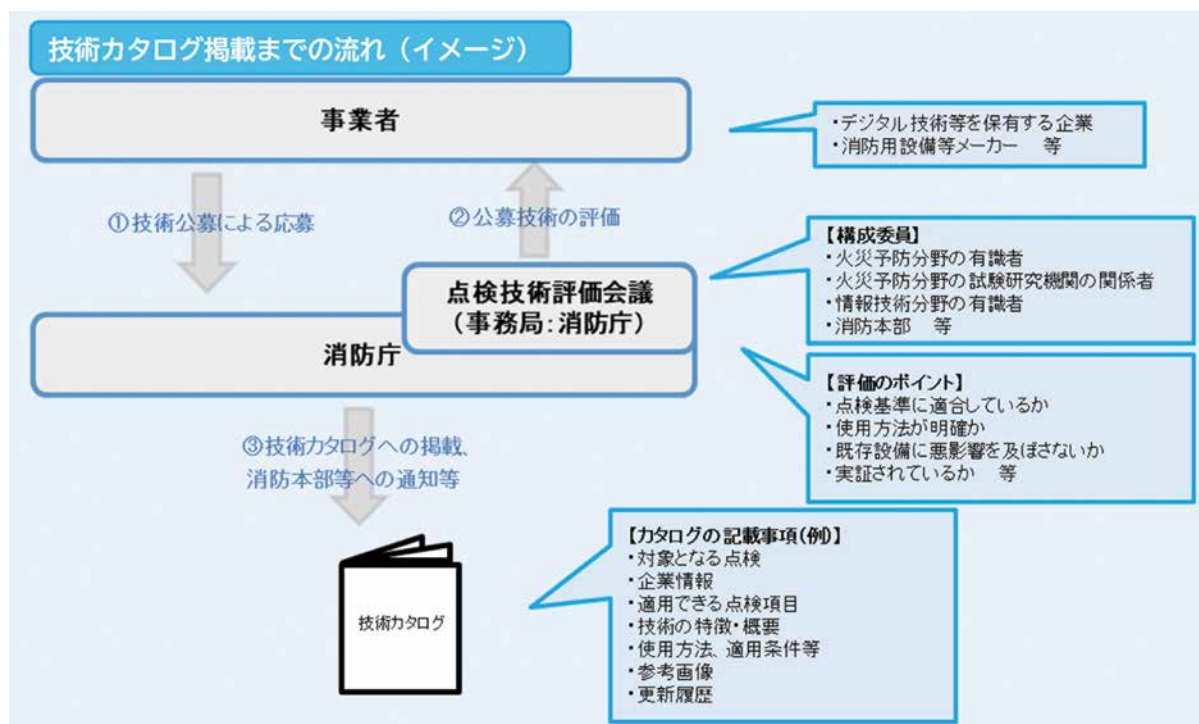 技術カタログ掲載までの流れ（イメージ）
事業者
・デジタル技術等を保有する企業
・消防用設備等メーカー　等
①技術公募による応募
②公募技術の評価
点検技術評価会議
（事務局：消防庁）
消防庁
【構成委員】
・火災予防分野の有識者
・火災予防分野の試験研究機関の関係者
・情報技術分野の有識者
・消防本部　等
【評価のポイント】
・点検基準に適合しているか
・使用方法が明確か
・既存設備に悪影響を及ぼさないか
・実証されているか　等
③技術カタログへの掲載、
消防本部等への通知等
技術カタログ
【カタログの記載事項（例）】
・対象となる点検
・企業情報
・適用できる点検項目
・技術の特徴・概要
・使用方法、適用条件等
・参考画像
・更新履歴